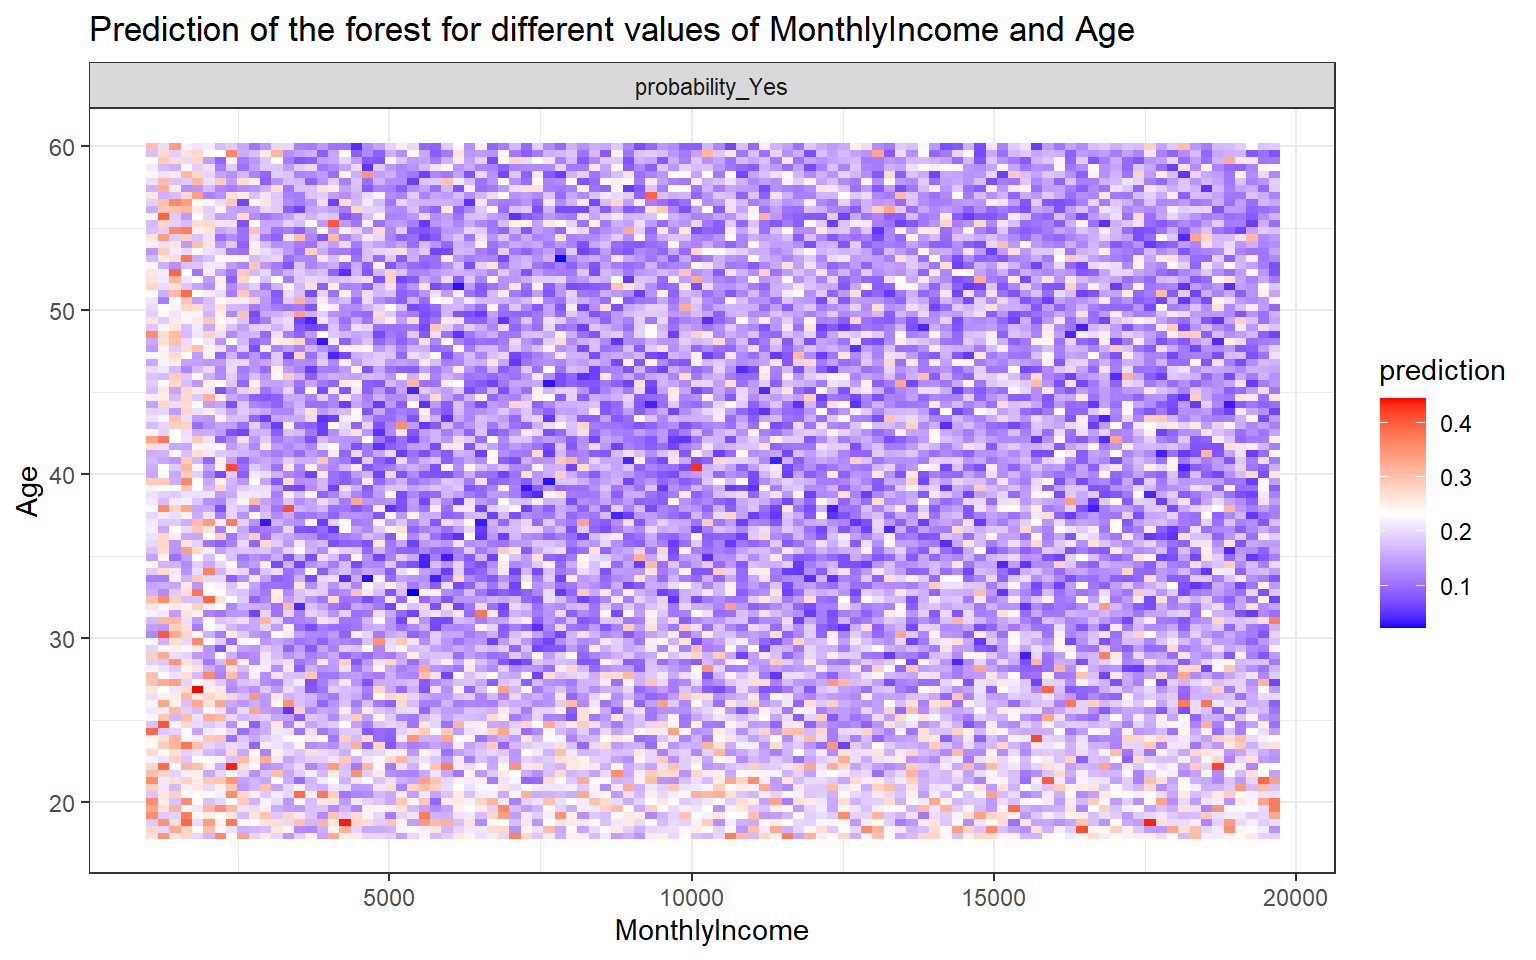 Prediction of the forest for different values of MonthlyIncome and Age
probability_Yes
60
50
40
30
20
Age
5000
10000
15000
20000
MonthlyIncome
prediction
0.4
0.3
0.2
0.1